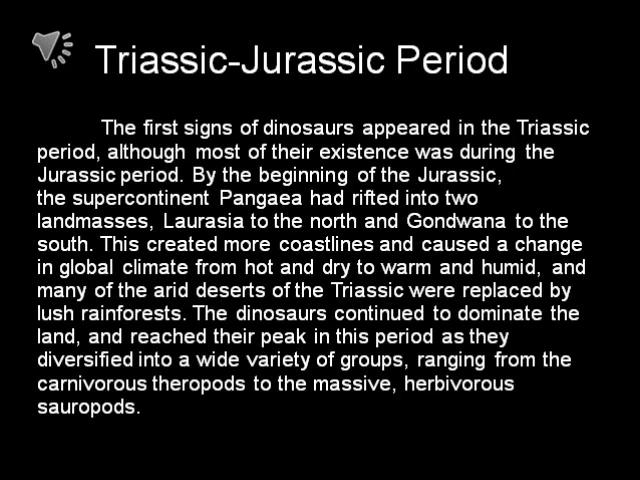 Triassic-Jurassic Period
The first signs of dinosaurs appeared in the Triassic
period, although most of their existence was during the
Jurassic period. By the beginning of the Jurassic,
the supercontinent Pangaea had rifted into two
landmasses, Laurasia to the north and Gondwana to the
south. This created more coastlines and caused a change
in global climate from hot and dry to warm and humid, and
many of the arid deserts of the Triassic were replaced by
lush rainforests. The dinosaurs continued to dominate the
land, and reached their peak in this period as they
diversified into a wide variety of groups, ranging from the
carnivorous theropods to the massive, herbivorous
sauropods.